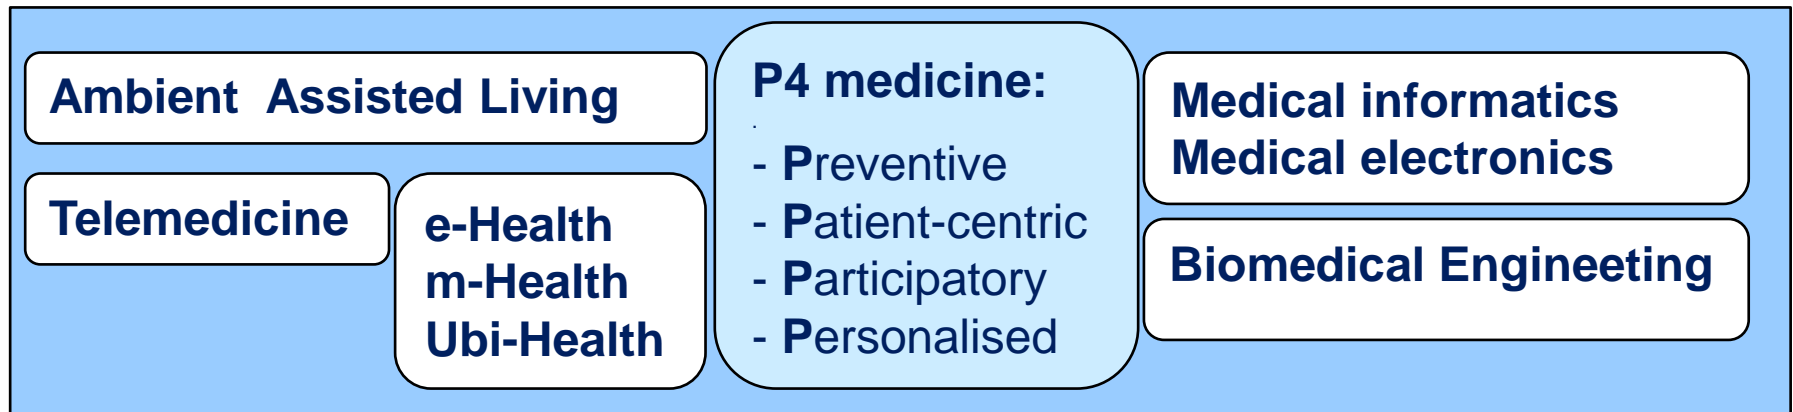 Ambient Assisted Living
Telemedicine
e-Health
m-Health
Ubi-Health
P4 medicine:
.
- Preventive
- Patient-centric
- Participatory
- Personalised
Medical informatics
Medical electronics
Biomedical Engineeting